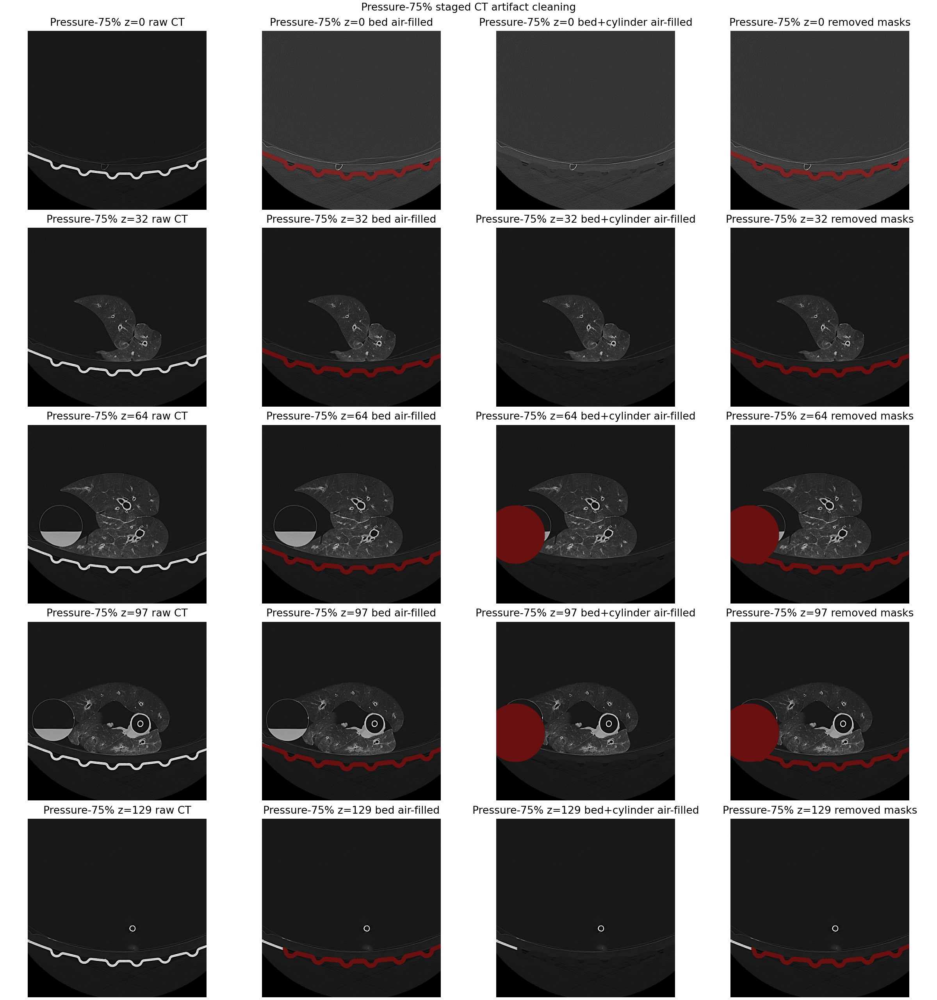 Pressure-75% staged CT artifact cleaning
Pressure-75% z=0 raw CT
Pressure-75% z=0 bed air-filled
Pressure-75% z=0 bed+cylinder air-filled
Pressure-75% z=0 removed masks
Pressure-75% z=32 raw CT
Pressure-75% z=32 bed air-filled
Pressure-75% z=32 bed+cylinder air-filled
Pressure-75% z=32 removed masks
Pressure-75% z=64 raw CT
Pressure-75% z=64 bed air-filled
Pressure-75% z=64 bed+cylinder air-filled
Pressure-75% z=64 removed masks
Pressure-75% z=97 raw CT
Pressure-75% z=97 bed air-filled
Pressure-75% z=97 bed+cylinder air-filled
Pressure-75% z=97 removed masks
Pressure-75% z=129 raw CT
Pressure-75% z=129 bed air-filled
Pressure-75% z=129 bed+cylinder air-filled
Pressure-75% z=129 removed masks